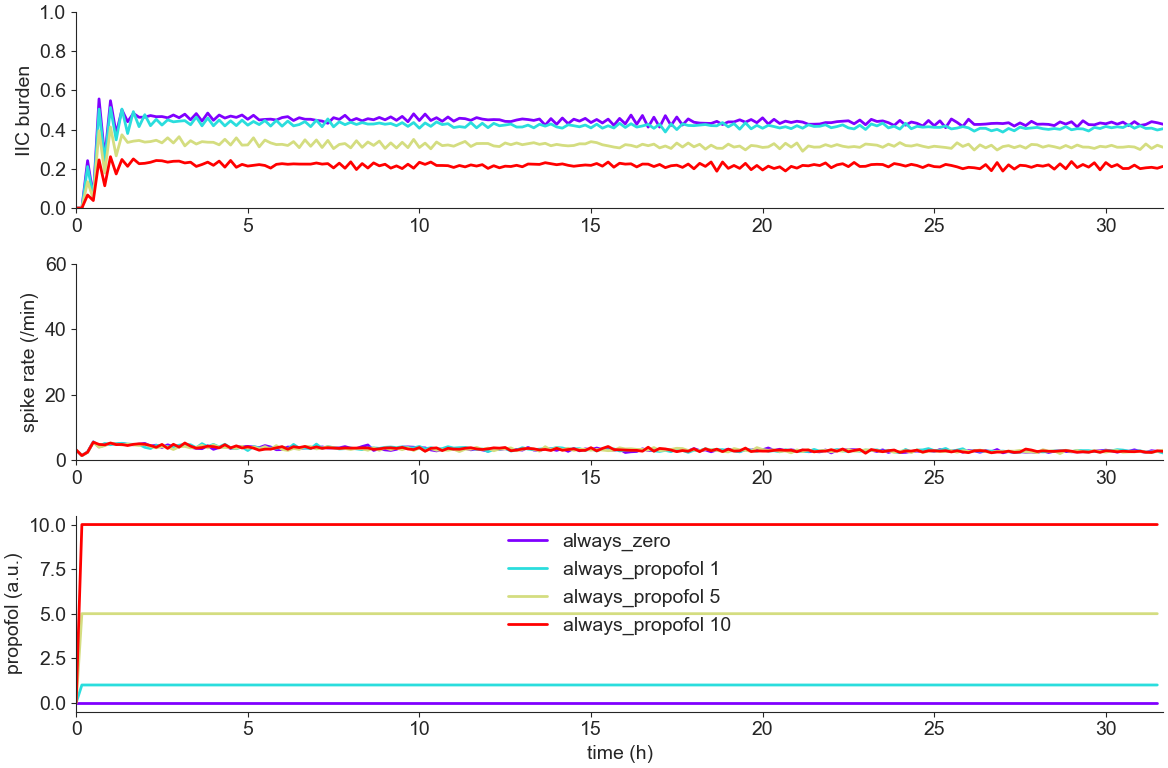 IIC burden
1.0
0.8
0.6
0.4
0.2
0.0
0 5 10 15 20 25 30
spike rate (/min)
60
40
20
0
0 5 10 15 20 25 30
propofol (a.u.)
10.0
7.5
5.0
2.5
0.0
always_zero
always_propofol 1
always_propofol 5
always_propofol 10
0 5 10 15 20 25 30
time (h)